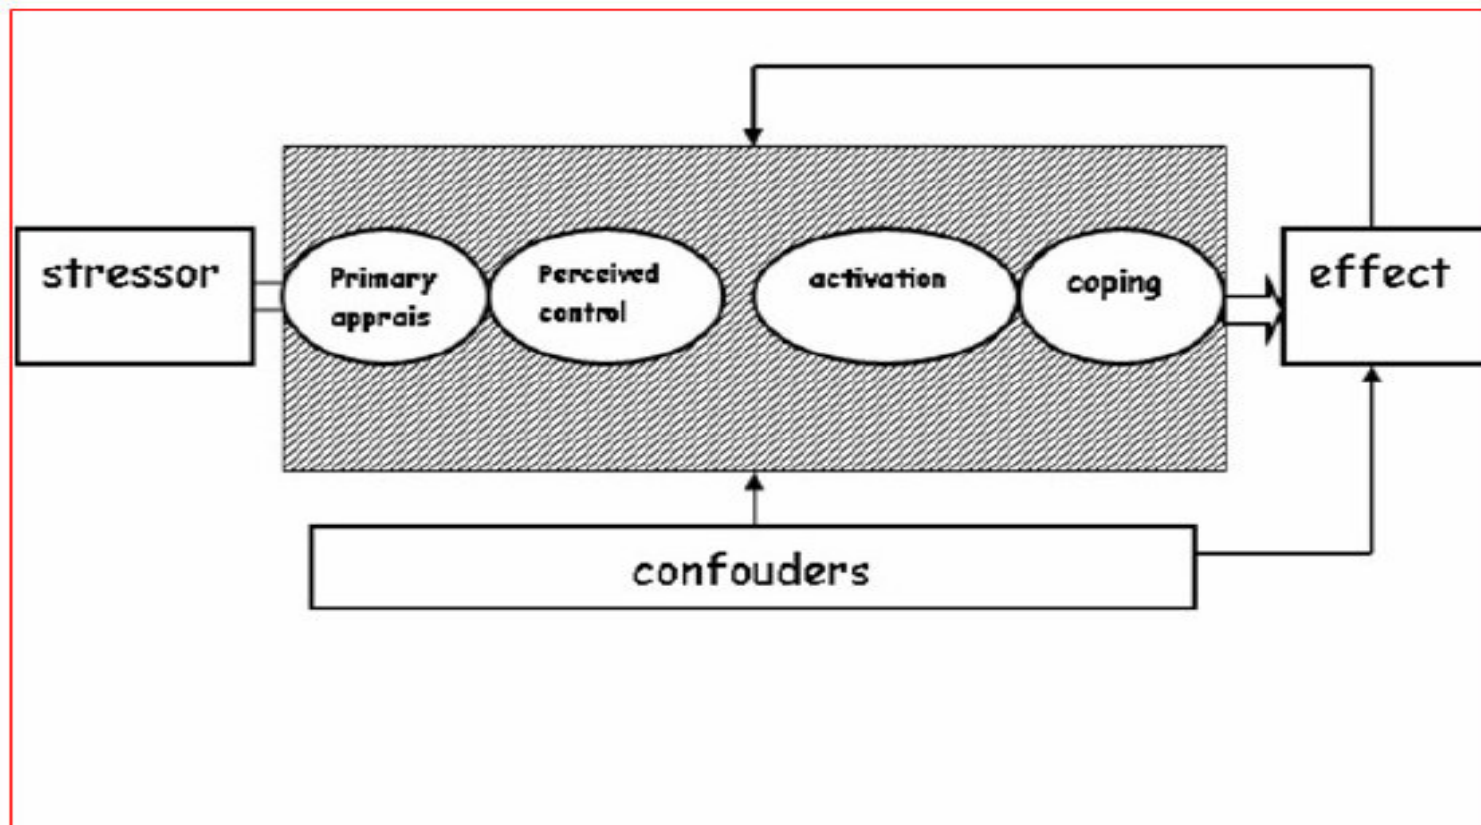 stressor
Primary
apprais
Perceived
control
activation
coping
effect
confouders